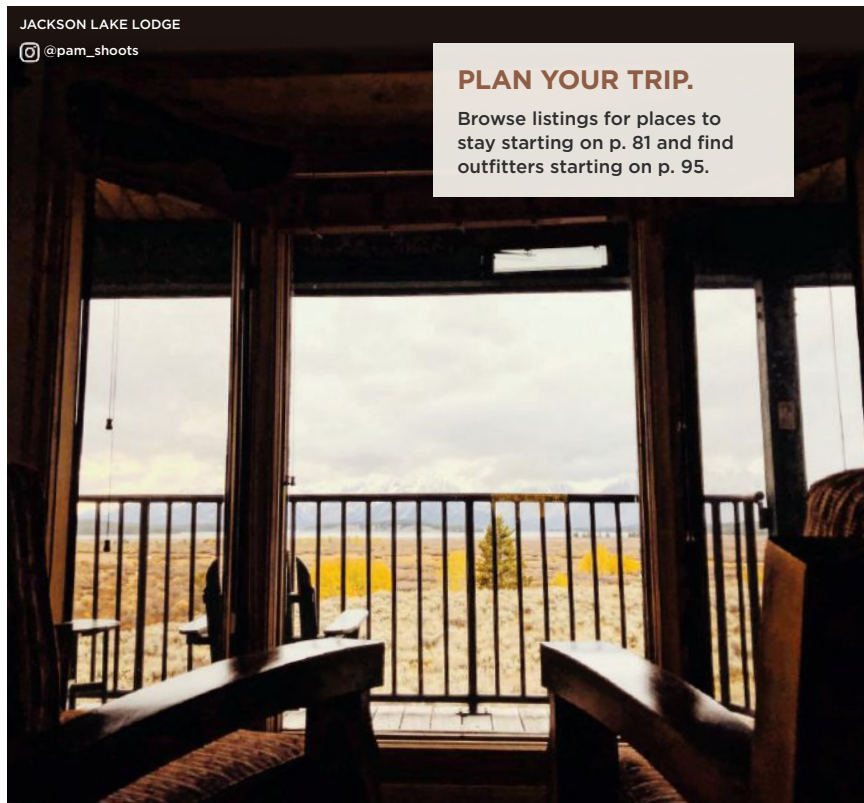 JACKSON LAKE LODGE
@pam_shoots
PLAN YOUR TRIP.
Browse listings for places to
stay starting on p. 81 and find
outfitters starting on p. 95.